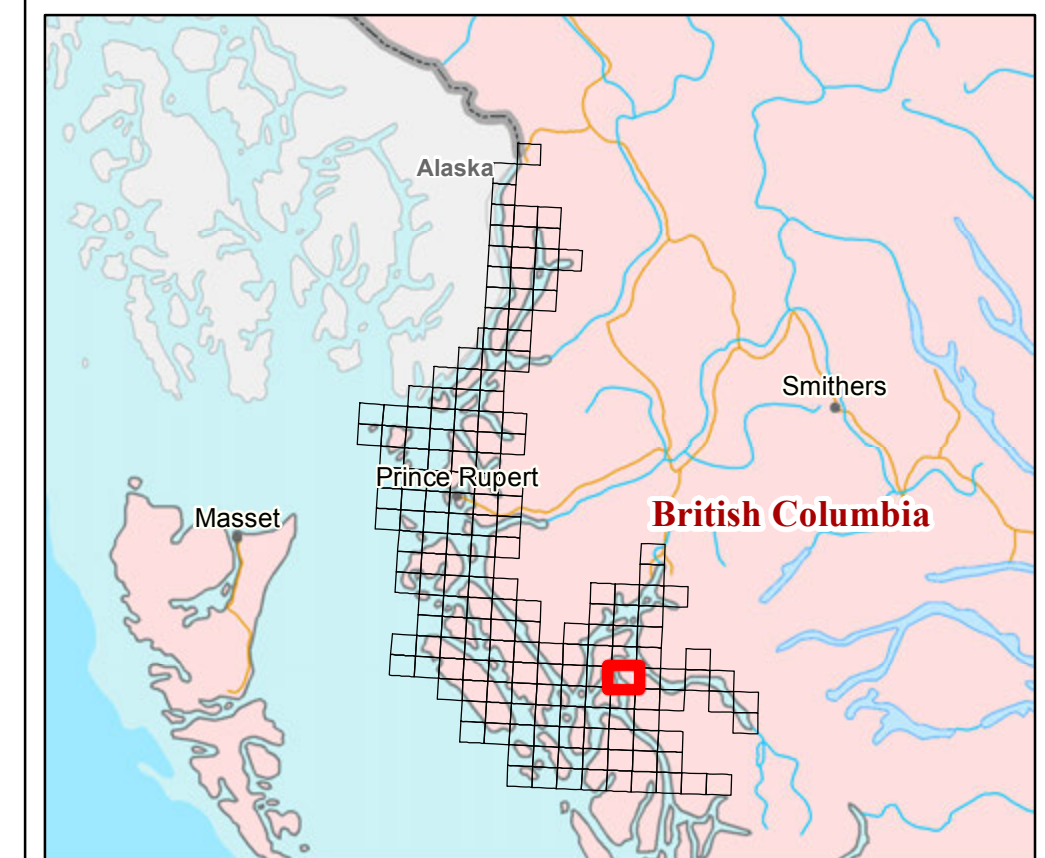 Alaska
Smithers
Prince Rupert
Masset
British Columbia